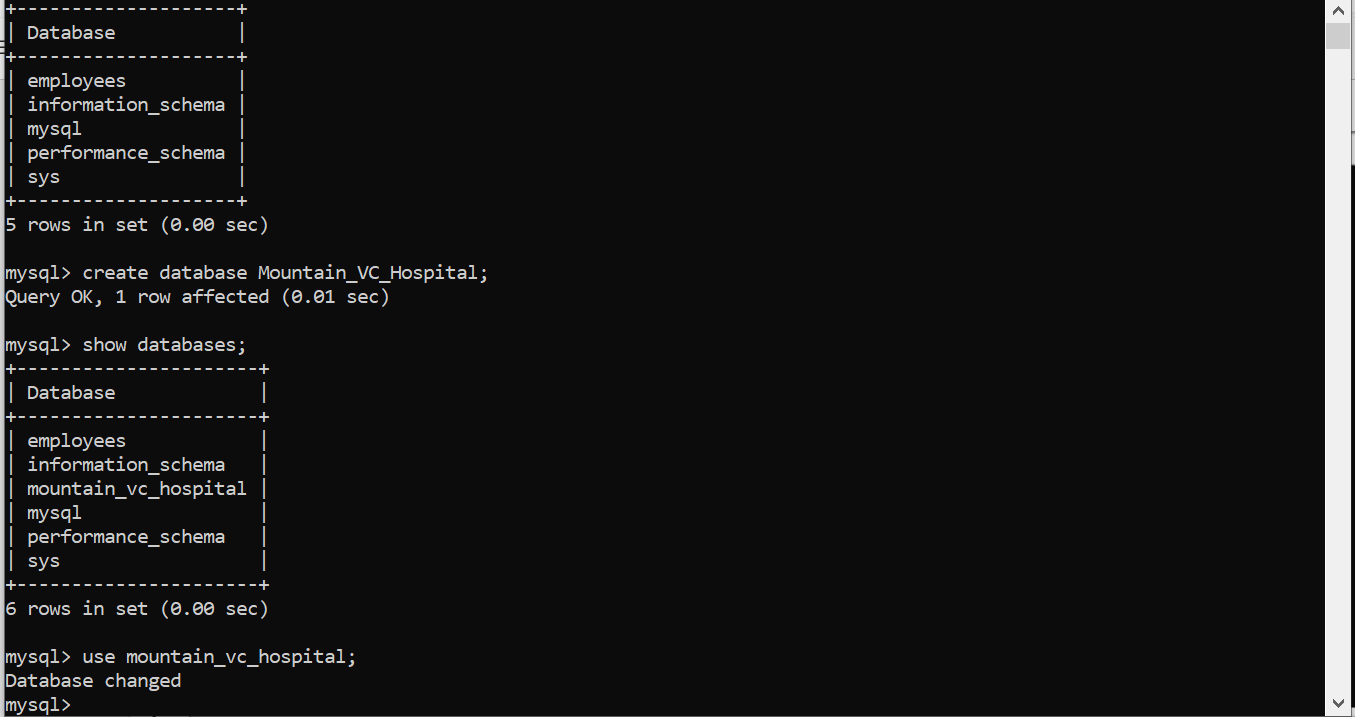 +--------------------+
| Database           |
+--------------------+
| employees          |
| information_schema |
| mysql              |
| performance_schema |
| sys                |
+--------------------+
5 rows in set (0.00 sec)

mysql> create database Mountain_VC_Hospital;
Query OK, 1 row affected (0.01 sec)

mysql> show databases;
+----------------------+
| Database             |
+----------------------+
| employees            |
| information_schema   |
| mountain_vc_hospital |
| mysql                |
| performance_schema   |
| sys                  |
+----------------------+
6 rows in set (0.00 sec)

mysql> use mountain_vc_hospital;
Database changed
mysql>